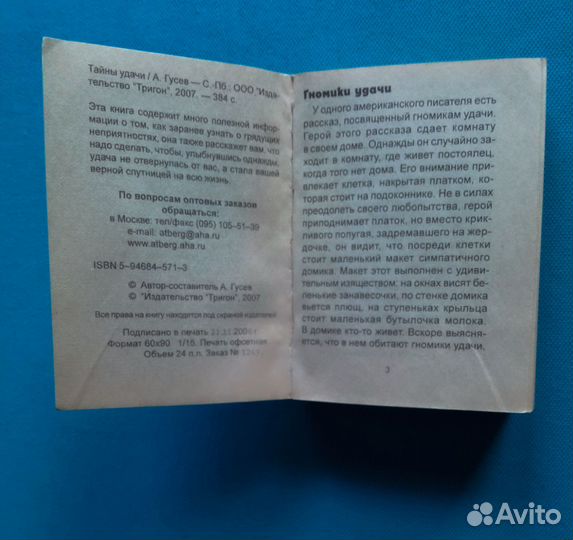 Тайны удачи / А. Гусев — С.-Пб.: ООО "Изда-
тельство "Тригон", 2007. — 384 с.
Эта книга содержит много полезной инфор-
мации о том, как заранее узнать о грядущих
неприятностях, она также расскажет вам, что
надо сделать, чтобы, улыбнувшись однажды,
удача не отвернулась от вас, а стала вашей
верной спутницей на всю жизнь.
По вопросам оптовых заказов
обращаться:
в Москве: тел/факс (095) 105-51-39
e-mail: atberg@aha.ru
www.atberg.aha.ru
ISBN 5-94684-571-3
© Автор-составитель А. Гусев
© "Издательство "Тригон", 2007
Все права на книгу находятся под охраной издателей
Подписано в печать
Формат 60x90 1/16. Печать офсетная
Объем 24 п.л. Заказ №
Гномики удачи
У одного американского писателя есть
рассказ, посвященный гномикам удачи.
Герой этого рассказа сдает комнату
в своем доме. Однажды он случайно за-
ходит в комнату, где живет постоялец,
когда того нет дома. Его внимание при-
влекает клетка, накрытая платком, ко-
торая стоит на подоконнике. Не в силах
преодолеть своего любопытства, герой
приподнимает платок, но вместо крик-
ливого попугая, задремавшего на жер-
дочке, он видит, что посреди клетки
стоит маленький макет симпатичного
домика. Макет этот выполнен с удиви-
тельным изяществом: на окнах висят бе-
ленькие занавесочки, по стенке домика
вьется плющ, на ступеньках крыльца
стоит маленькая бутылочка молока.
В домике кто-то живет. Вскоре выясня-
ется, что в нем обитают гномики удачи.
3
Avito